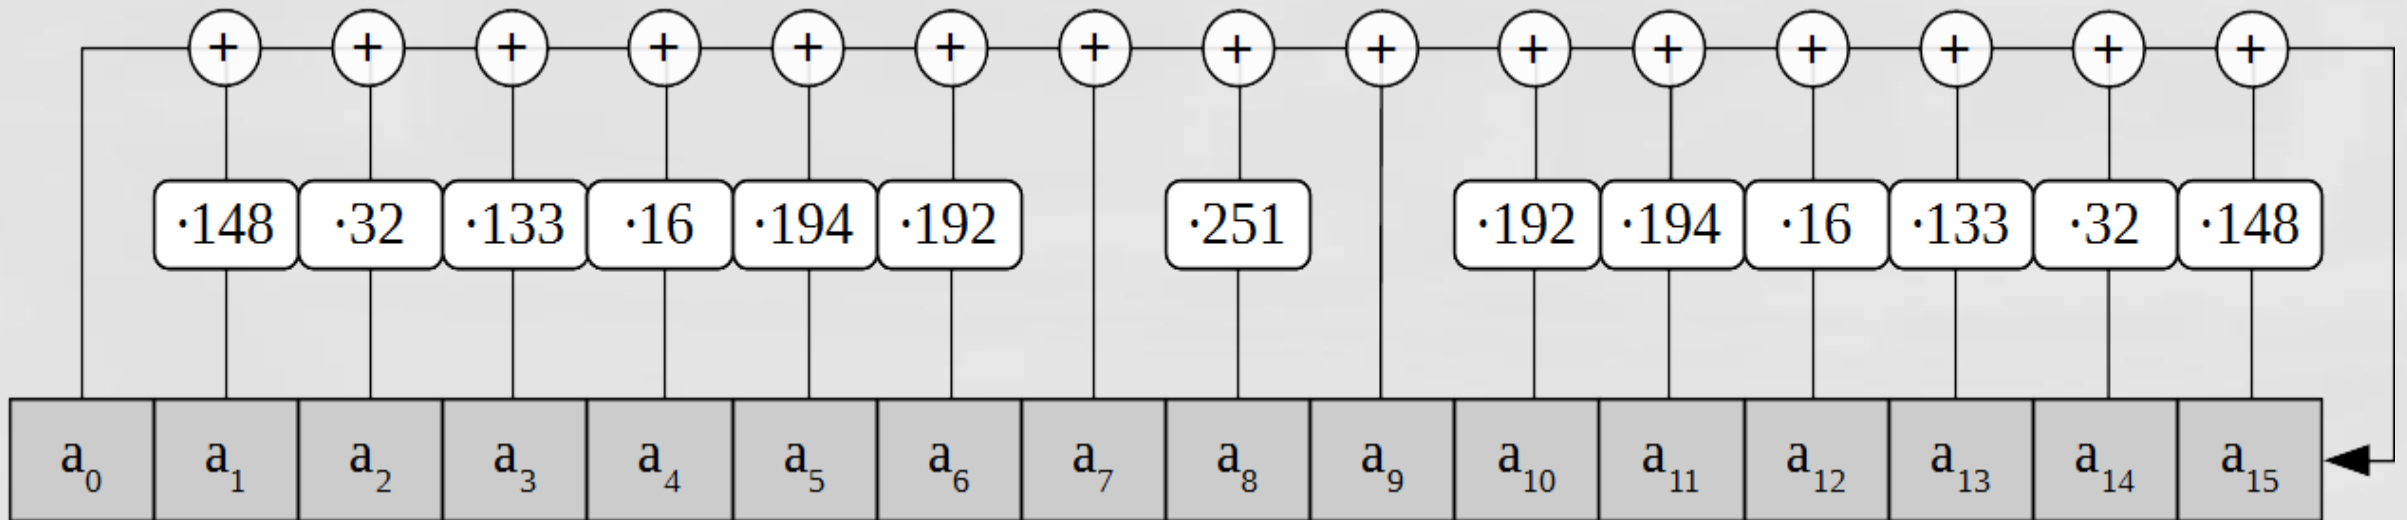 + + + + + + + + + + + + + + +
·148 ·32 ·133 ·16 ·194 ·192 ·251 ·192 ·194 ·16 ·133 ·32 ·148
a₀ a₁ a₂ a₃ a₄ a₅ a₆ a₇ a₈ a₉ a₁₀ a₁₁ a₁₂ a₁₃ a₁₄ a₁₅